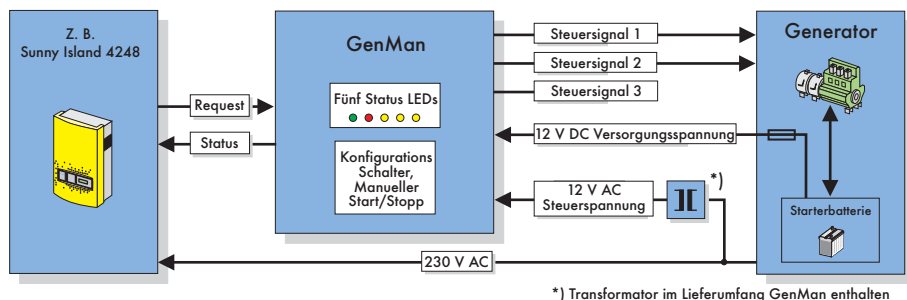 Z. B.
Sunny Island 4248
Request
Status
GenMan
Fünf Status LEDs
Konfigurations
Schalter,
Manueller
Start/Stopp
Steuersignal 1
Steuersignal 2
Steuersignal 3
12 V DC Versorgungsspannung
12 V AC
Steuerspannung
*)
230 V AC
Generator
Starterbatterie
*) Transformator im Lieferumfang GenMan enthalten